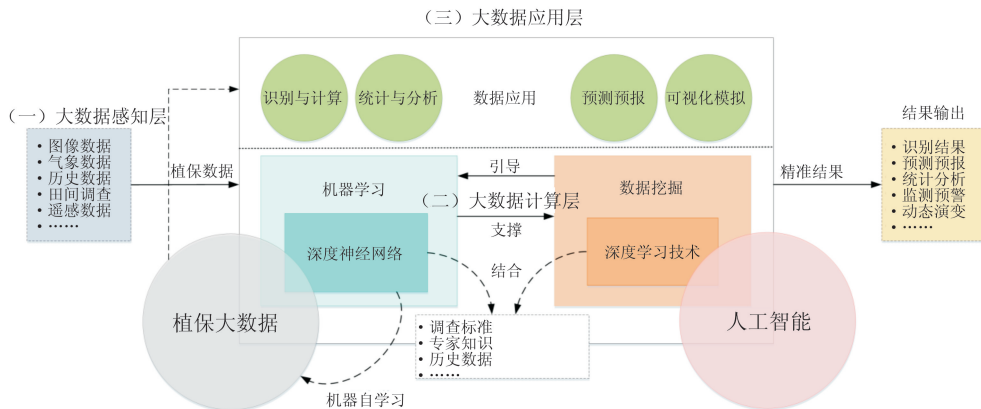 （三）大数据应用层
识别与计算
统计与分析
数据应用
预测预报
可视化模拟
（一）大数据感知层
• 图像数据
• 气象数据
• 历史数据
• 田间调查
• 遥感数据
• ……
植保数据
机器学习
深度神经网络
引导
（二）大数据计算层
支撑
结合
数据挖掘
深度学习技术
精准结果
结果输出
• 识别结果
• 预测预报
• 统计分析
• 监测预警
• 动态演变
• ……
植保大数据
• 调查标准
• 专家知识
• 历史数据
• ……
人工智能
机器自学习